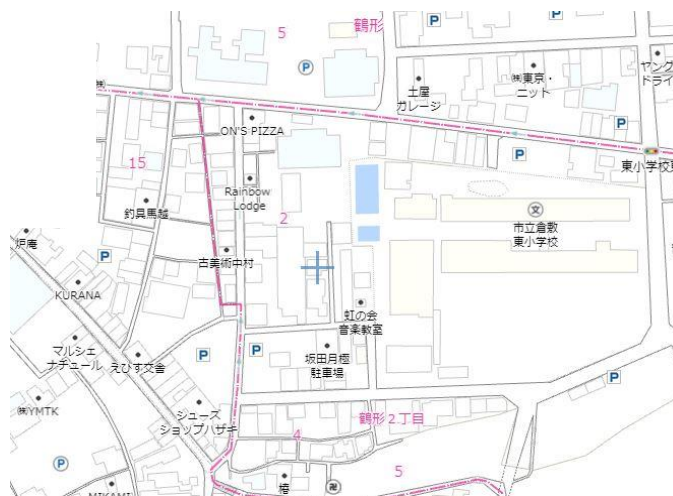 5
鶴形
P
P
P
㈱
土屋
ガレージ
㈱東京・
ニット
ヤング
ドライ
ON'S PIZZA
P
P
東小学校東
15
Rainbow
Lodge
2
釣具馬越
文
市立倉敷
東小学校
炉庵
古美術中村
KURANA
虹の会
音楽教室
マルシェ
ナチュール
えびす交舎
P
P
坂田月極
駐車場
P
㈱YMTK
シューズ
ショップハザキ
鶴形2丁目
4
P
5
MIKAMI
椿
卍